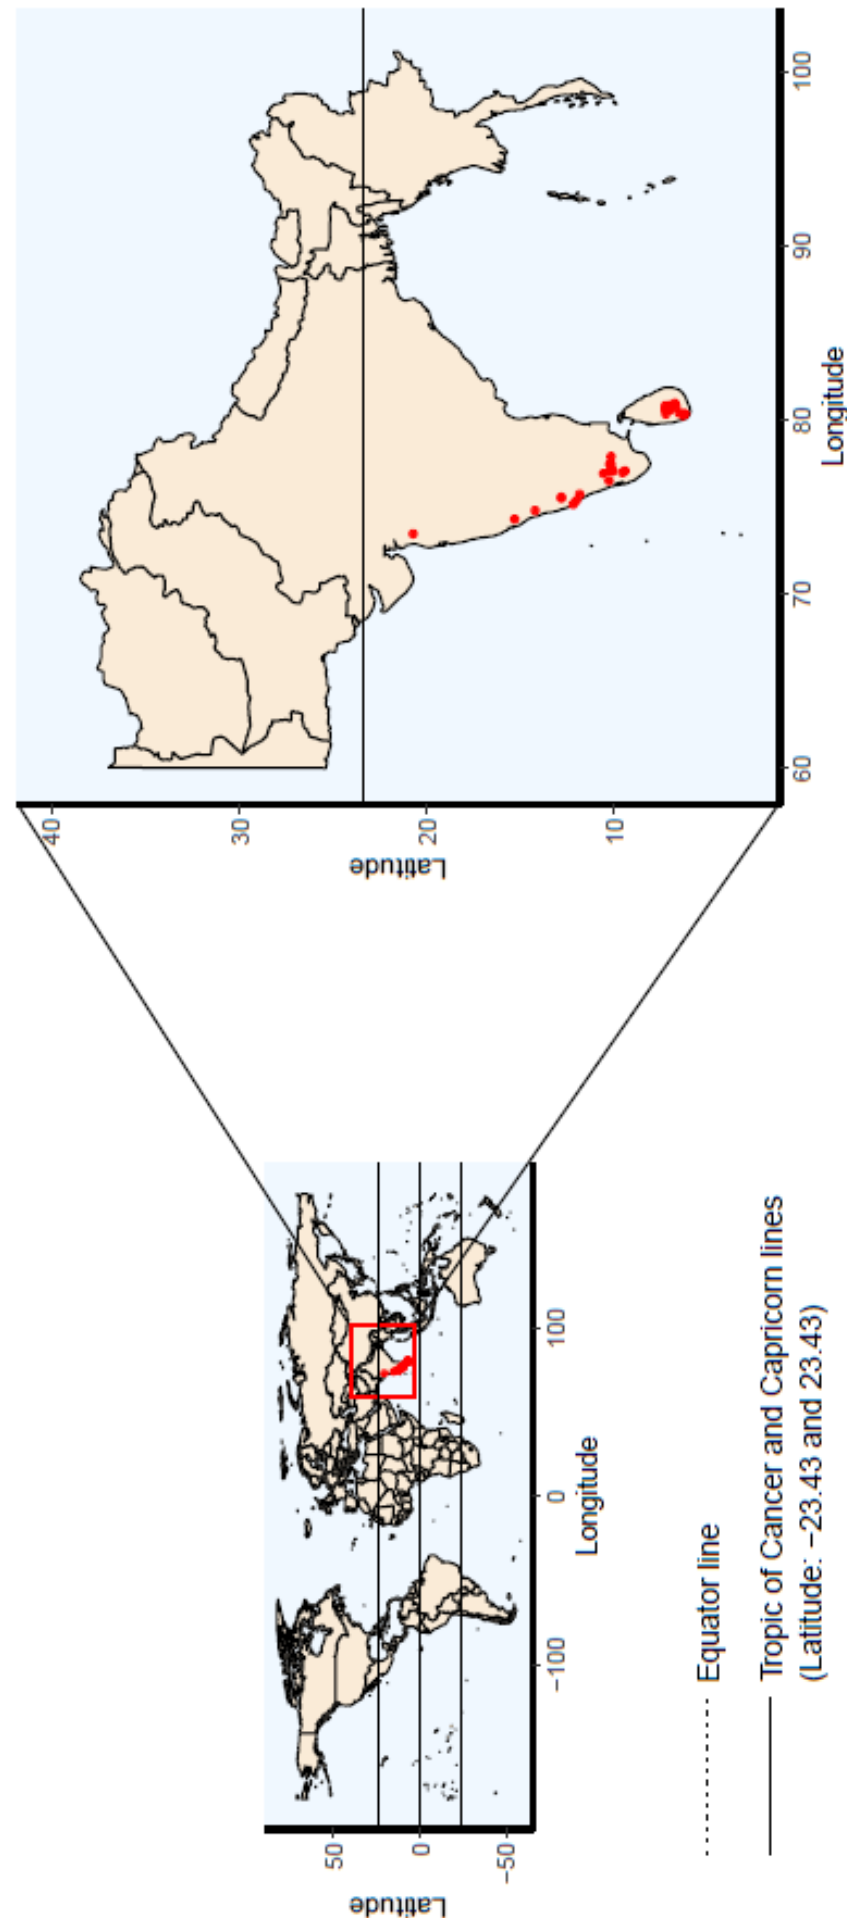 Latitude
50
0
−50
−100
0
100
Longitude
Equator line
Tropic of Cancer and Capricorn lines
(Latitude: −23.43 and 23.43)
Latitude
40
30
20
10
60
70
80
90
100
Longitude